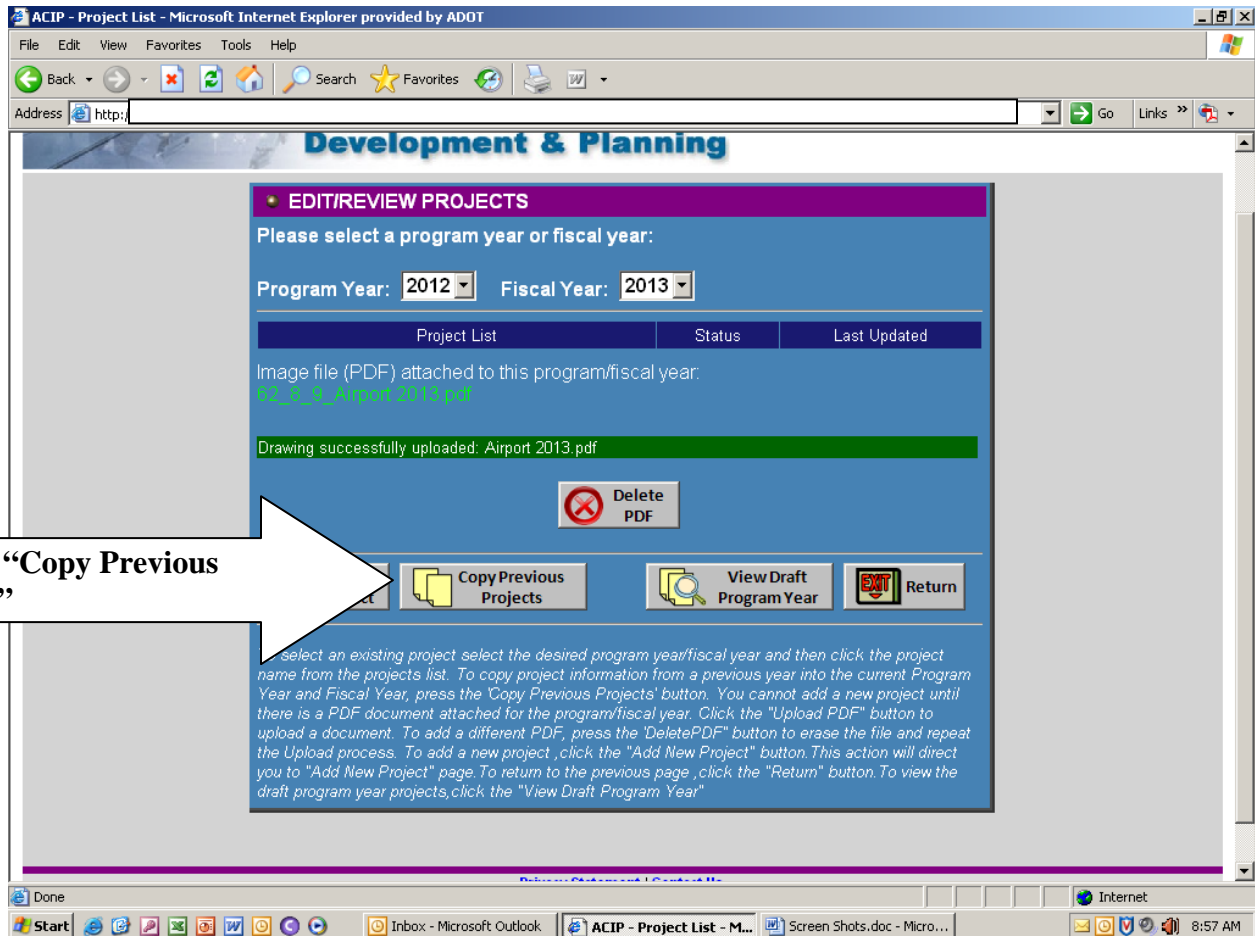 ACIP - Project List - Microsoft Internet Explorer provided by ADOT
File Edit View Favorites Tools Help
Back Search Favorites
Address http:/ Go Links »
Development & Planning
EDIT/REVIEW PROJECTS
Please select a program year or fiscal year:
Program Year: 2012 Fiscal Year: 2013
Project List Status Last Updated
Image file (PDF) attached to this program/fiscal year:
62_8_9_Airport 2013.pdf
Drawing successfully uploaded: Airport 2013.pdf
Delete
PDF
“Copy Previous
”
Copy Previous
Projects
View Draft
Program Year
Return
select an existing project select the desired program year/fiscal year and then click the project
name from the projects list. To copy project information from a previous year into the current Program
Year and Fiscal Year, press the 'Copy Previous Projects' button. You cannot add a new project until
there is a PDF document attached for the program/fiscal year. Click the "Upload PDF" button to
upload a document. To add a different PDF, press the 'DeletePDF" button to erase the file and repeat
the Upload process. To add a new project ,click the "Add New Project" button.This action will direct
you to "Add New Project" page.To return to the previous page ,click the "Return" button.To view the
draft program year projects,click the "View Draft Program Year"
Privacy Statement | Contact Us
Done Internet
Start Inbox - Microsoft Outlook ACIP - Project List - M... Screen Shots.doc - Micro... 8:57 AM